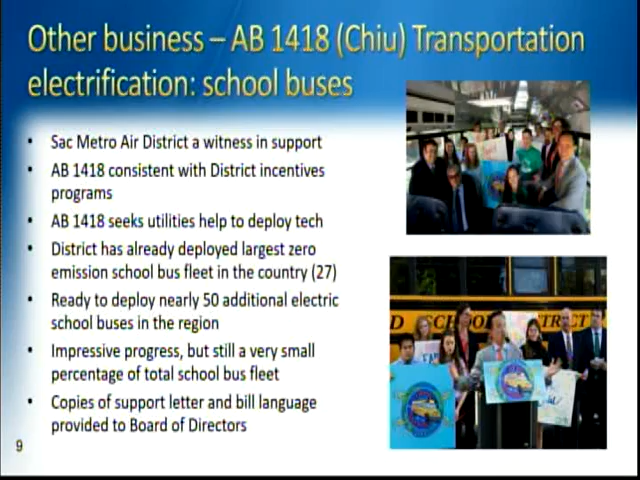 Other business – AB 1418 (Chiu) Transportation
electrification: school buses
• Sac Metro Air District a witness in support
• AB 1418 consistent with District incentives
programs
• AB 1418 seeks utilities help to deploy tech
• District has already deployed largest zero
emission school bus fleet in the country (27)
• Ready to deploy nearly 50 additional electric
school buses in the region
• Impressive progress, but still a very small
percentage of total school bus fleet
• Copies of support letter and bill language
provided to Board of Directors
D SCHOOL DISTRICT
9